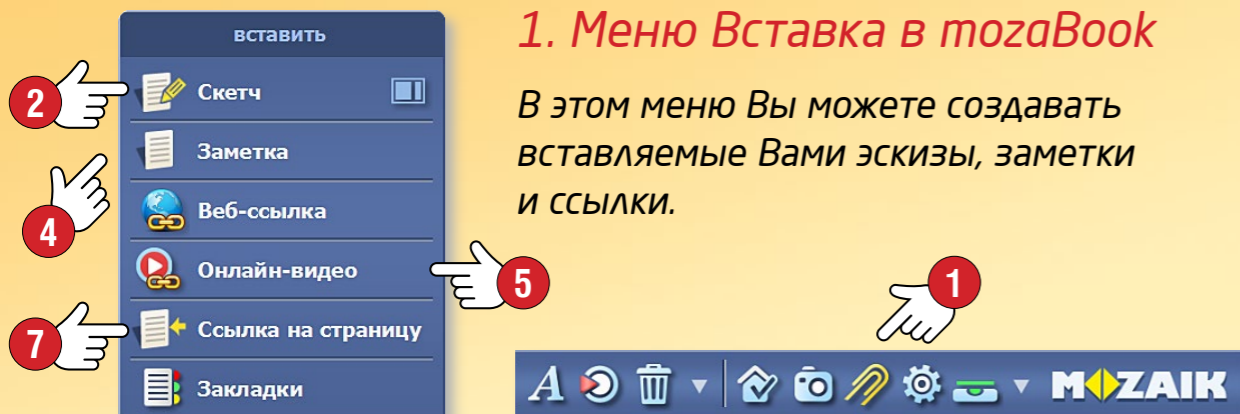 вставить
2
Скетч
4
Заметка
Веб-ссылка
5
Онлайн-видео
7
Ссылка на страницу
Закладки
1. Меню Вставка в mozaBook
В этом меню Вы можете создавать
вставляемые Вами эскизы, заметки
и ссылки.
1
A
MOZAIK